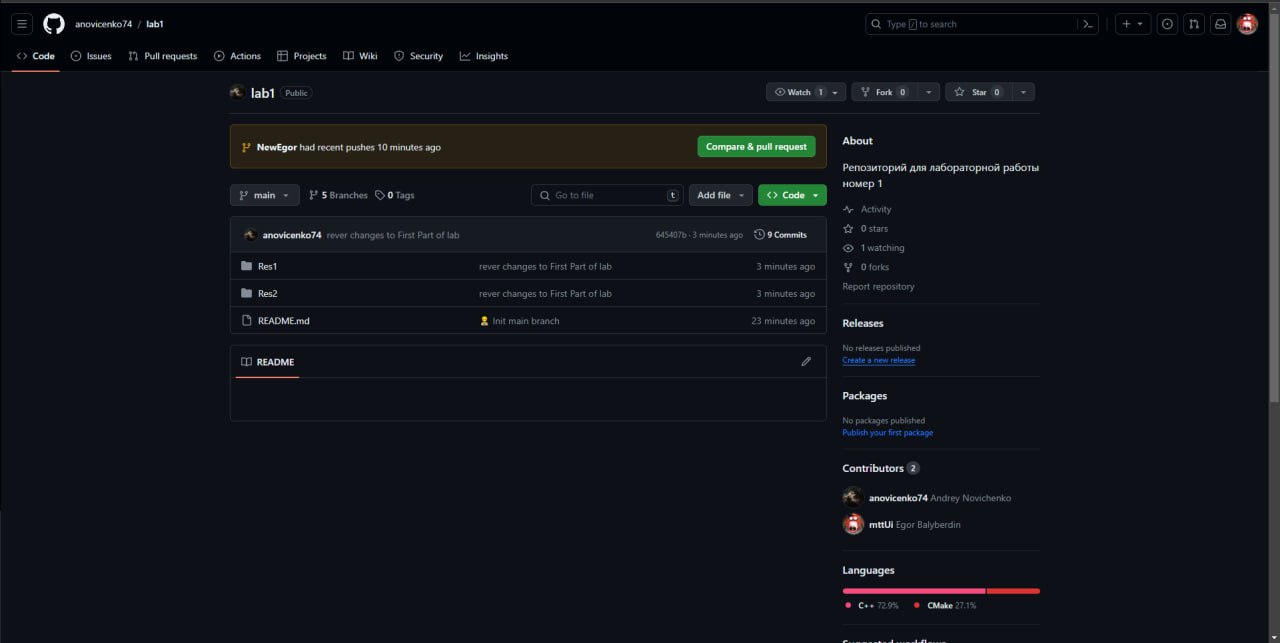 anovicenko74 / lab1
Type / to search
Code Issues Pull requests Actions Projects Wiki Security Insights
lab1 Public
Watch 1 Fork 0 Star 0
NewEgor had recent pushes 10 minutes ago
Compare & pull request
main 5 Branches 0 Tags Go to file t Add file Code
anovicenko74 rever changes to First Part of lab 645407b · 3 minutes ago 9 Commits
Res1 rever changes to First Part of lab 3 minutes ago
Res2 rever changes to First Part of lab 3 minutes ago
README.md Init main branch 23 minutes ago
README
About
Репозиторий для лабораторной работы
номер 1
Activity
0 stars
1 watching
0 forks
Report repository
Releases
No releases published
Create a new release
Packages
No packages published
Publish your first package
Contributors 2
anovicenko74 Andrey Novichenko
mttUi Egor Balyberdin
Languages
C++ 72.9% CMake 27.1%
Suggested workflows